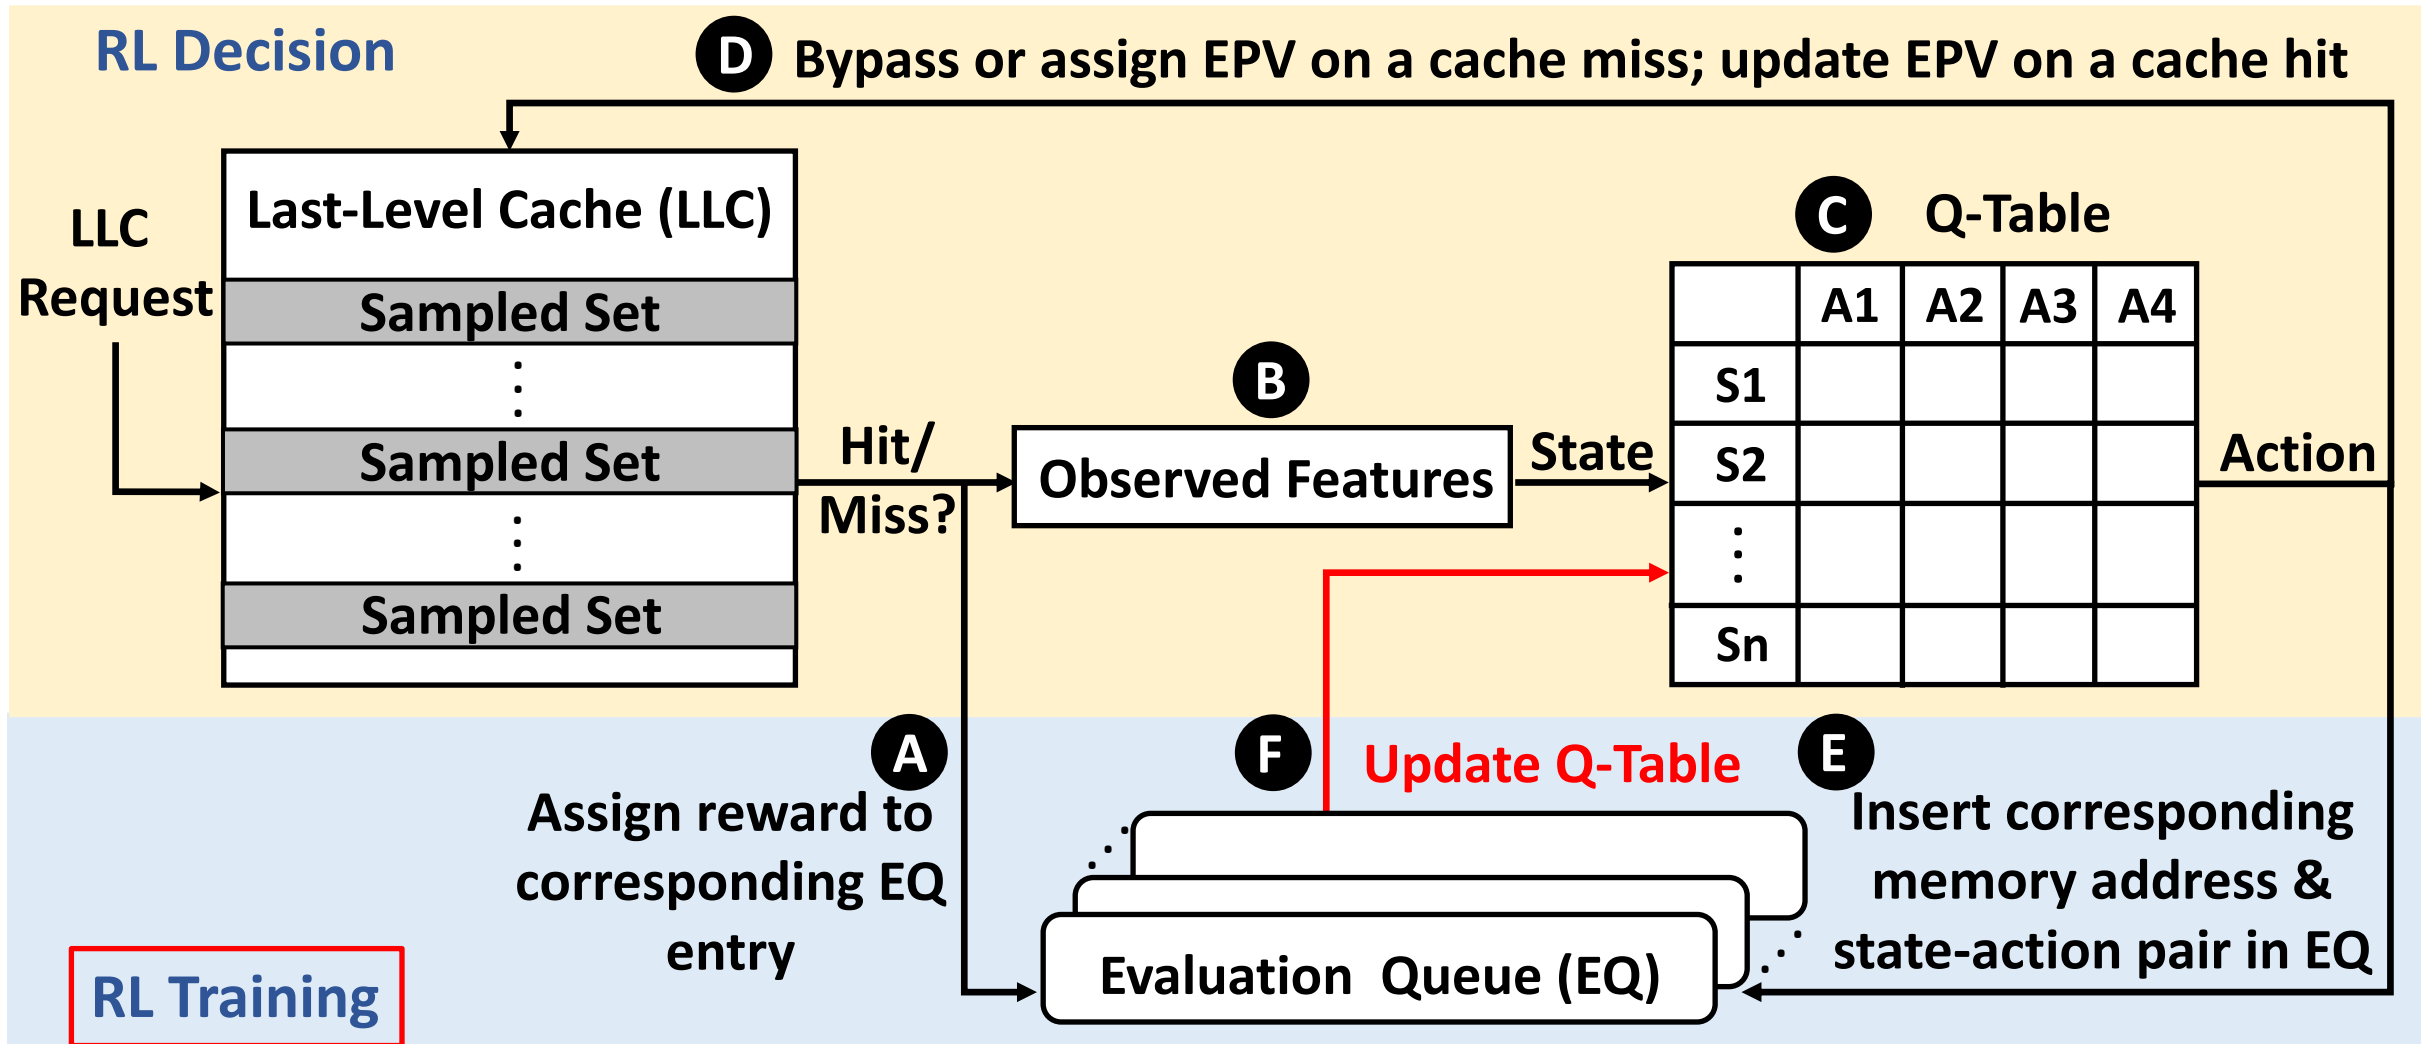 RL Decision
D Bypass or assign EPV on a cache miss; update EPV on a cache hit
LLC
Request
Last-Level Cache (LLC)
Sampled Set
Sampled Set
Sampled Set
Hit/
Miss?
B
Observed Features
State
C Q-Table
A1 A2 A3 A4
S1
S2
Sn
Action
A
Assign reward to
corresponding EQ
entry
F Update Q-Table
E
Insert corresponding
memory address &
state-action pair in EQ
Evaluation Queue (EQ)
RL Training